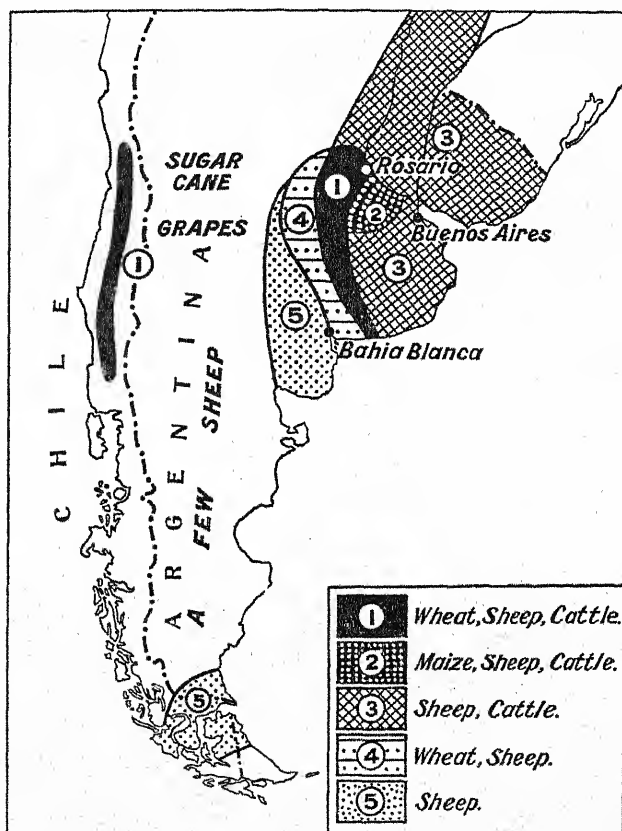 SUGAR
CANE
GRAPES
CHILE
ARGENTINA
A FEW SHEEP
1
1
2
3
3
4
5
5
Rosario
Buenos Aires
Bahia Blanca
1 Wheat, Sheep, Cattle.
2 Maize, Sheep, Cattle.
3 Sheep, Cattle.
4 Wheat, Sheep.
5 Sheep.